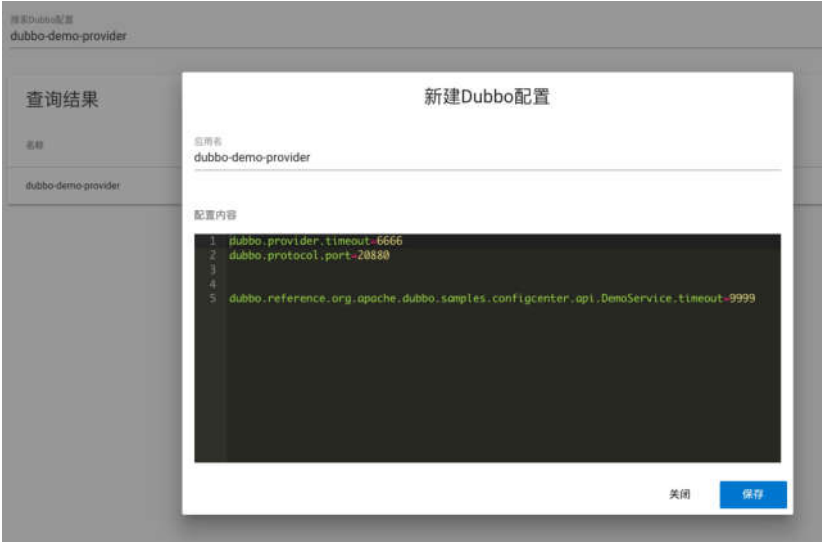 搜索Dubbo配置
dubbo-demo-provider
查询结果
名称
dubbo-demo-provider
新建Dubbo配置
应用名
dubbo-demo-provider
配置内容
1 dubbo.provider.timeout=6666
2 dubbo.protocol.port=20880
3
4
5 dubbo.reference.org.apache.dubbo.samples.configcenter.api.DemoService.timeout=9999
关闭
保存